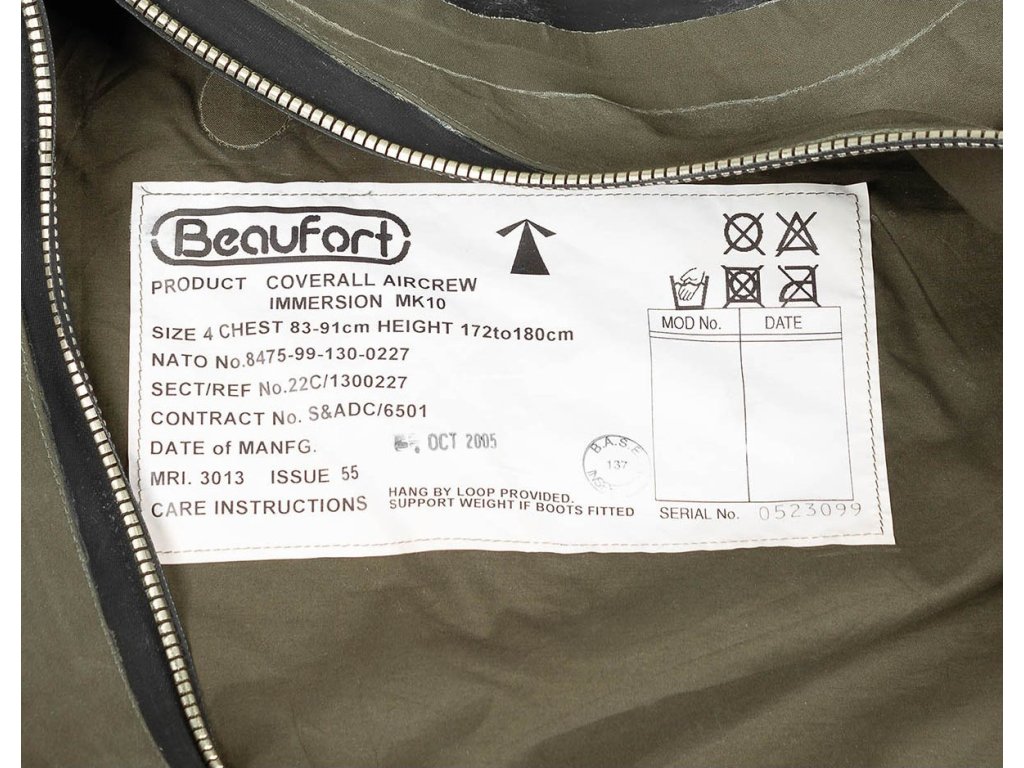 Beaufort
PRODUCT COVERALL AIRCREW
IMMERSION MK10
SIZE 4 CHEST 83-91cm HEIGHT 172to180cm
NATO No.8475-99-130-0227
SECT/REF No.22C/1300227
CONTRACT No. S&ADC/6501
DATE of MANFG. OCT 2005
MRI. 3013 ISSUE 55
CARE INSTRUCTIONS HANG BY LOOP PROVIDED.
SUPPORT WEIGHT IF BOOTS FITTED
B.A.S.E
137
MOD No. DATE
SERIAL No. 0523099